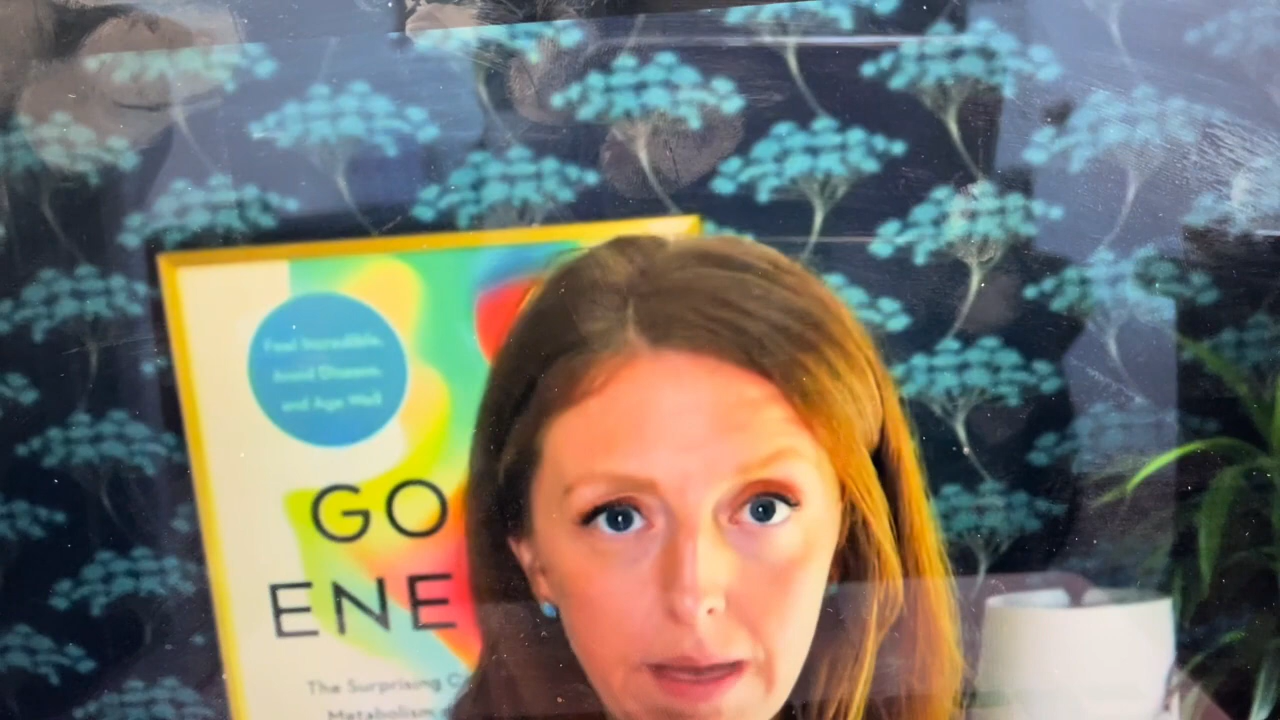 Feel Incredible,
Avoid Disease,
and Age Well
GO
ENE
The Surprising C
Metabolism